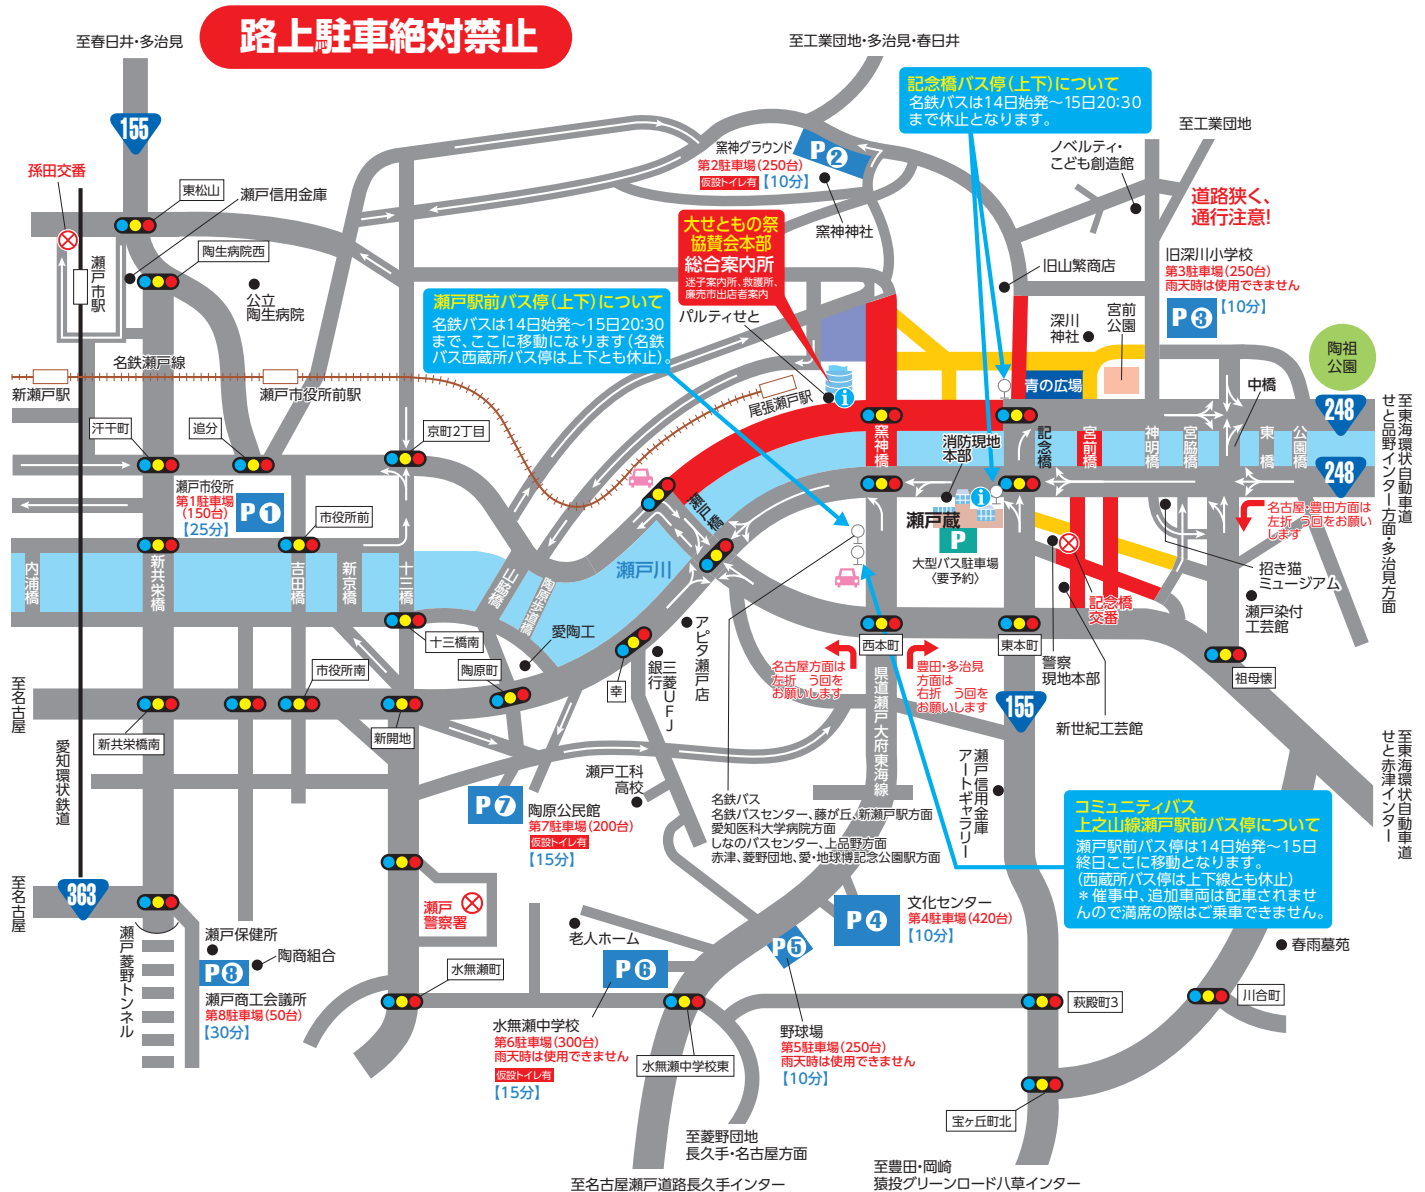 路上駐車絶対禁止
至春日井・多治見
至工業団地・多治見・春日井
記念橋バス停(上下)について
名鉄バスは14日始発～15日20:30
まで休止となります。
155
至工業団地
ノベルティ・
こども創造館
窯神グラウンド
第2駐車場(250台)
仮設トイレ有【10分】
P2
孫田交番
東松山
瀬戸信用金庫
道路狭く、
通行注意!
大せともの祭
協賛会本部
総合案内所
迷子案内所、救護所、
廉売市出店者案内
窯神神社
陶生病院西
旧深川小学校
第3駐車場(250台)
雨天時は使用できません
P3
【10分】
瀬戸市駅
公立
陶生病院
旧山繁商店
瀬戸駅前バス停(上下)について
名鉄バスは14日始発～15日20:30
まで、ここに移動になります(名鉄
バス西蔵所バス停は上下とも休止)。
パルティせと
深川
神社
宮前
公園
陶祖
公園
名鉄瀬戸線
新瀬戸駅
瀬戸市役所前駅
尾張瀬戸駅
青の広場
中橋
248
至東海環状自動車道
せと品野インター方面・多治見方面
汗干町
追分
京町2丁目
窯神橋
消防現地
本部
記念橋
宮前橋
神明橋
宮脇橋
東橋
公園橋
248
瀬戸市役所
第1駐車場
(150台)
【25分】
P1
市役所前
瀬戸橋
瀬戸蔵
P
大型バス駐車場
〈要予約〉
名古屋・豊田方面は
左折 う回をお願い
します
内浦橋
新共栄橋
吉田橋
新京橋
十三橋
山脇橋
陶原歩道橋
瀬戸川
招き猫
ミュージアム
瀬戸染付
工芸館
記念橋
交番
十三橋南
愛陶工
アピタ瀬戸店
三菱UFJ
銀行
西本町
東本町
警察
現地本部
祖母懐
至名古屋
市役所南
陶原町
幸
名古屋方面は
左折 う回を
お願いします
豊田・多治見
方面は
右折 う回を
お願いします
155
新世紀工芸館
新共栄橋南
新開地
県道瀬戸大府東海線
愛知環状鉄道
瀬戸工科
高校
瀬戸信用金庫
アートギャラリー
至東海環状自動車道
せと赤津インター
P7
陶原公民館
第7駐車場(200台)
仮設トイレ有
【15分】
名鉄バス
名鉄バスセンター、藤が丘、新瀬戸駅方面
愛知医科大学病院方面
しなのバスセンター、上品野方面
赤津、菱野団地、愛・地球博記念公園駅方面
コミュニティバス
上之山線瀬戸駅前バス停について
瀬戸駅前バス停は14日始発～15日
終日ここに移動となります。
(西蔵所バス停は上下線とも休止)
＊催事中、追加車両は配車されませ
んので満席の際はご乗車できません。
至名古屋
363
瀬戸
警察署
P4
文化センター
第4駐車場(420台)
【10分】
瀬戸菱野トンネル
瀬戸保健所
陶商組合
P8
瀬戸商工会議所
第8駐車場(50台)
【30分】
老人ホーム
P5
P6
春雨墓苑
水無瀬町
萩殿町3
川合町
水無瀬中学校
第6駐車場(300台)
雨天時は使用できません
仮設トイレ有
【15分】
野球場
第5駐車場(250台)
雨天時は使用できません
【10分】
水無瀬中学校東
宝ヶ丘町北
至菱野団地
長久手・名古屋方面
至豊田・岡崎
猿投グリーンロード八草インター
至名古屋瀬戸道路長久手インター